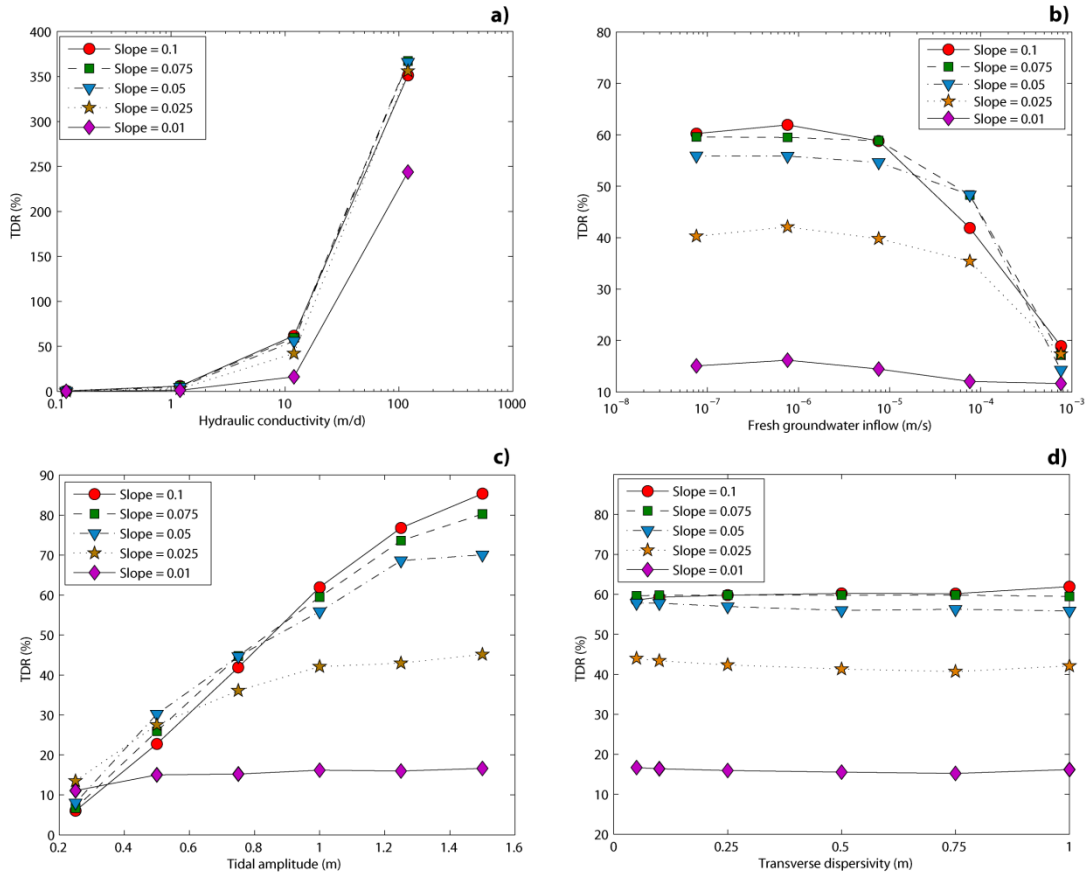 a)
400
350
300
250
200
150
100
50
0
TDR (%)
Slope = 0.1
Slope = 0.075
Slope = 0.05
Slope = 0.025
Slope = 0.01
0.1
1
10
100
1000
Hydraulic conductivity (m/d)
b)
80
70
60
50
40
30
20
10
TDR (%)
Slope = 0.1
Slope = 0.075
Slope = 0.05
Slope = 0.025
Slope = 0.01
10⁻⁸
10⁻⁷
10⁻⁶
10⁻⁵
10⁻⁴
10⁻³
Fresh groundwater inflow (m/s)
c)
90
80
70
60
50
40
30
20
10
0
TDR (%)
Slope = 0.1
Slope = 0.075
Slope = 0.05
Slope = 0.025
Slope = 0.01
0.2
0.4
0.6
0.8
1.0
1.2
1.4
1.6
Tidal amplitude (m)
d)
80
70
60
50
40
30
20
10
20
TDR (%)
Slope = 0.1
Slope = 0.075
Slope = 0.05
Slope = 0.025
Slope = 0.01
0
0.25
0.5
0.75
1
Transverse dispersivity (m)